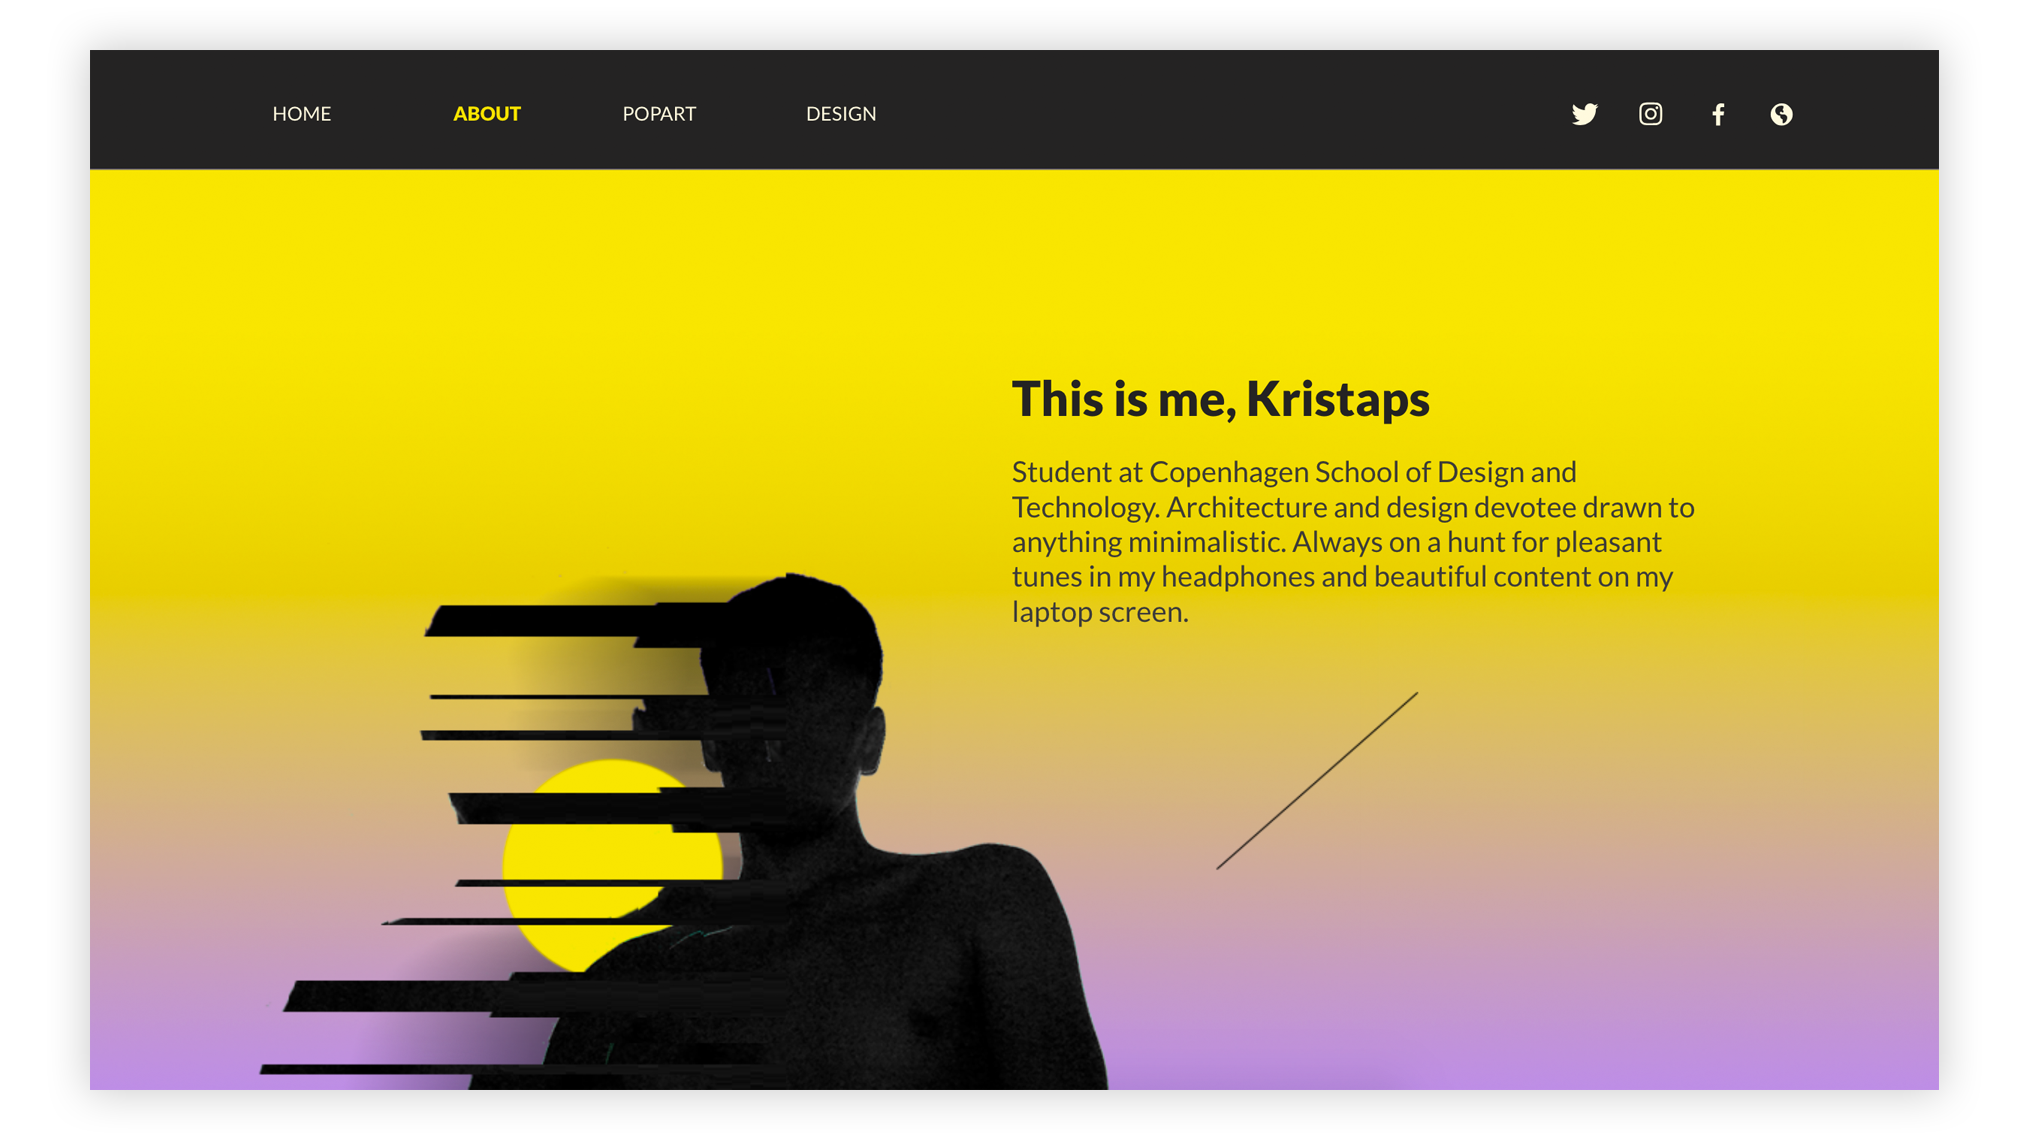 HOME ABOUT POPART DESIGN
This is me, Kristaps
Student at Copenhagen School of Design and
Technology. Architecture and design devotee drawn to
anything minimalistic. Always on a hunt for pleasant
tunes in my headphones and beautiful content on my
laptop screen.